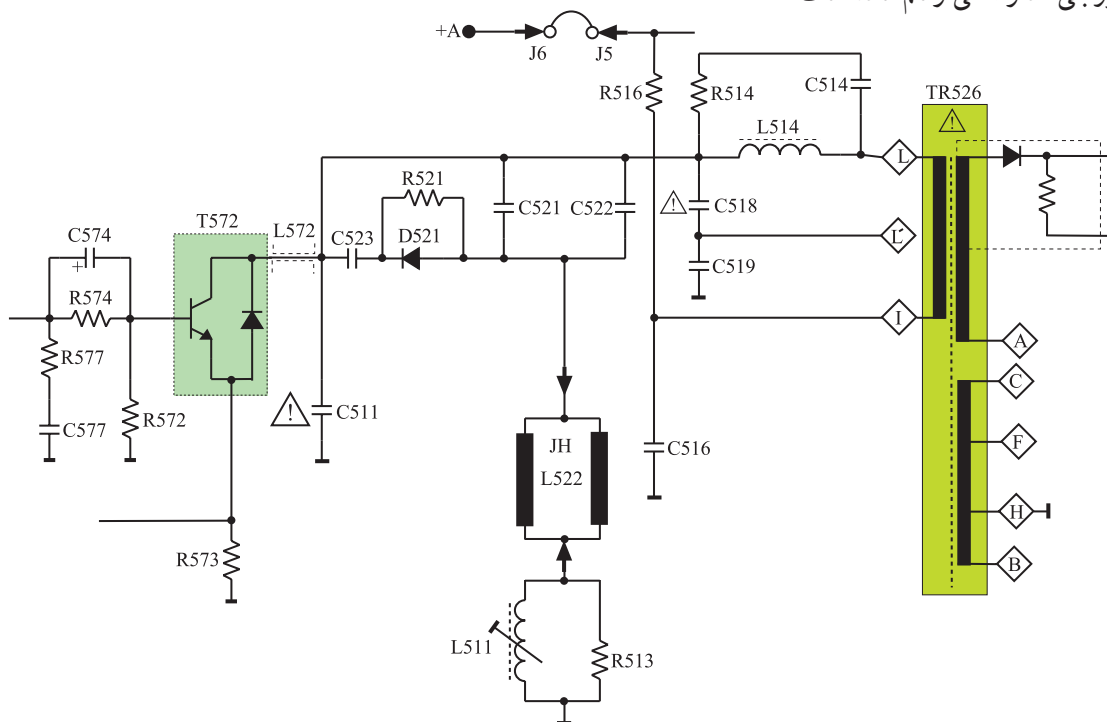 +A
J6 J5
R516 R514 C514 TR526
L514
L
R521
C521 C522 C518
T572 L572
C523 D521
L′
C574
+
C519
R574
I
R577
A
C
C577 R572 C511
JH
L522
C516
F
H
R573
B
L511
R513